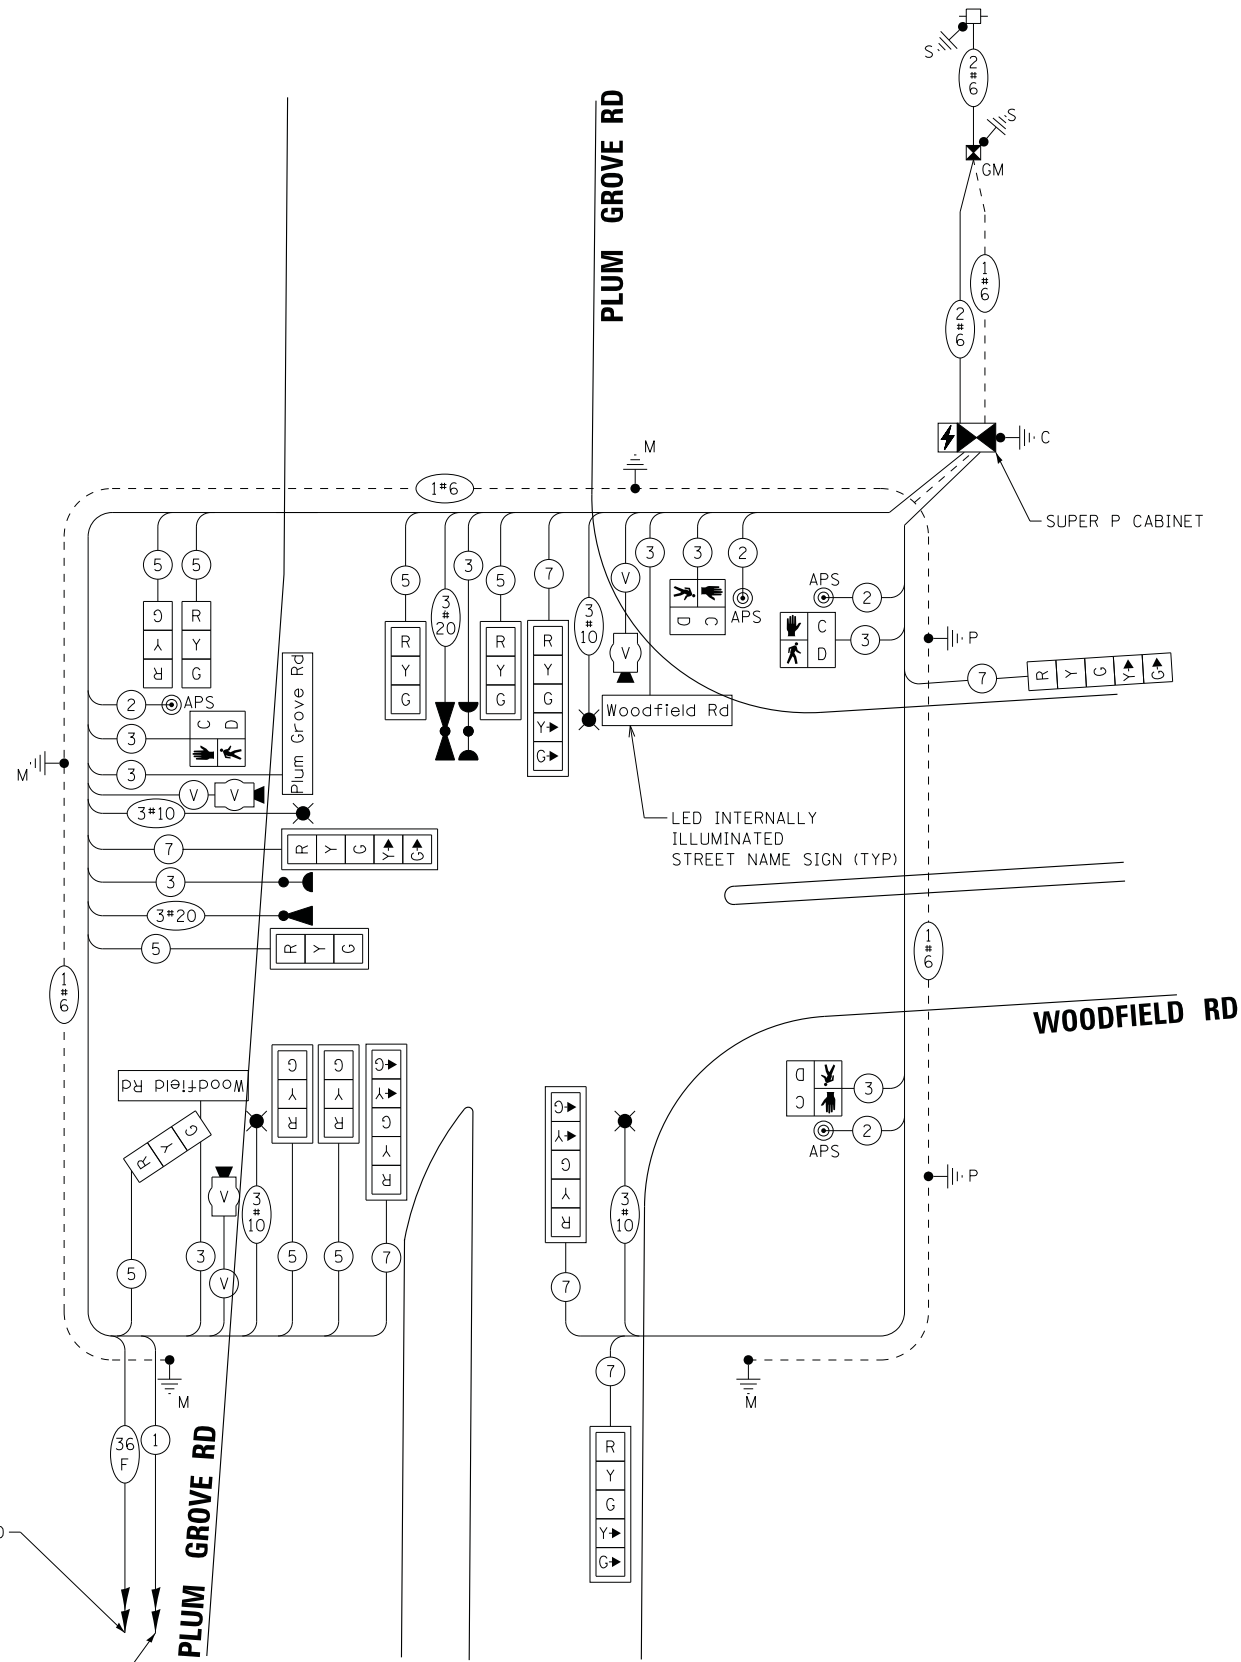 S
2 # 6
S
GM
PLUM GROVE RD
1 # 6
2 # 6
C
SUPER P CABINET
M
1#6
5
5
5
3 # 20
3
5
7
3 # 10
V
3
3
2
G Y R
R Y G
R Y G
R Y G
R Y G Y G
V
C D
APS
APS
2
C D
3
P
7
R Y G Y G
2
APS
3
C D
3
Plum Grove Rd
M
V
V
3#10
Woodfield Rd
7
R Y G Y G
3
LED INTERNALLY
ILLUMINATED
STREET NAME SIGN (TYP)
3#20
5
R Y G
1 # 6
1 # 6
WOODFIELD RD
Woodfield Rd
R Y G
G Y R
G Y R
G Y G Y R
G Y G Y R
V
3 # 10
3 # 10
C D
3
2
APS
P
5
3
V
5
5
7
7
M
M
7
R Y G Y G
36 F
1
PLUM GROVE RD